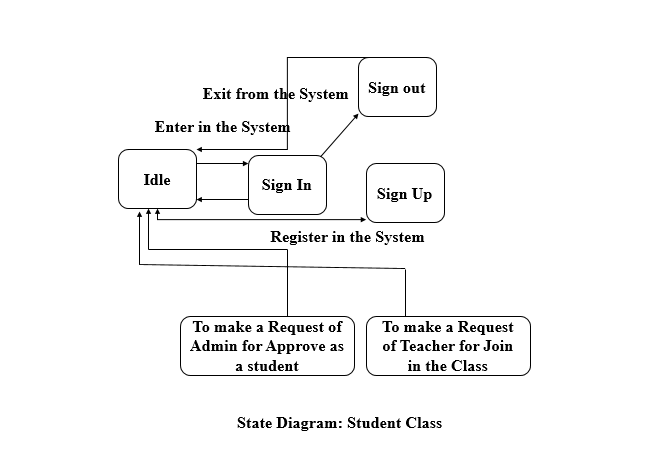 Sign out
Exit from the System
Enter in the System
Idle
Sign In
Sign Up
Register in the System
To make a Request of
Admin for Approve as
a student
To make a Request
of Teacher for Join
in the Class
State Diagram: Student Class